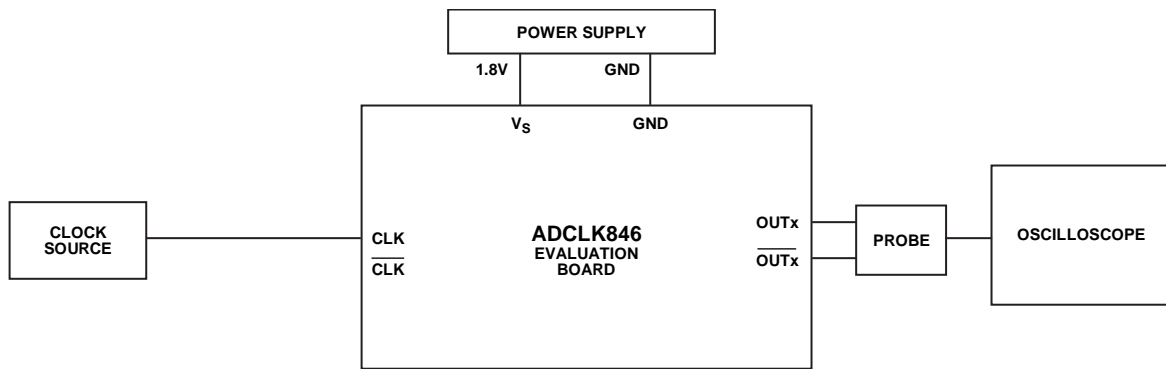 POWER SUPPLY
1.8V
GND
VS
GND
CLOCK
SOURCE
CLK
CLK
ADCLK846
EVALUATION
BOARD
OUTx
OUTx
PROBE
OSCILLOSCOPE